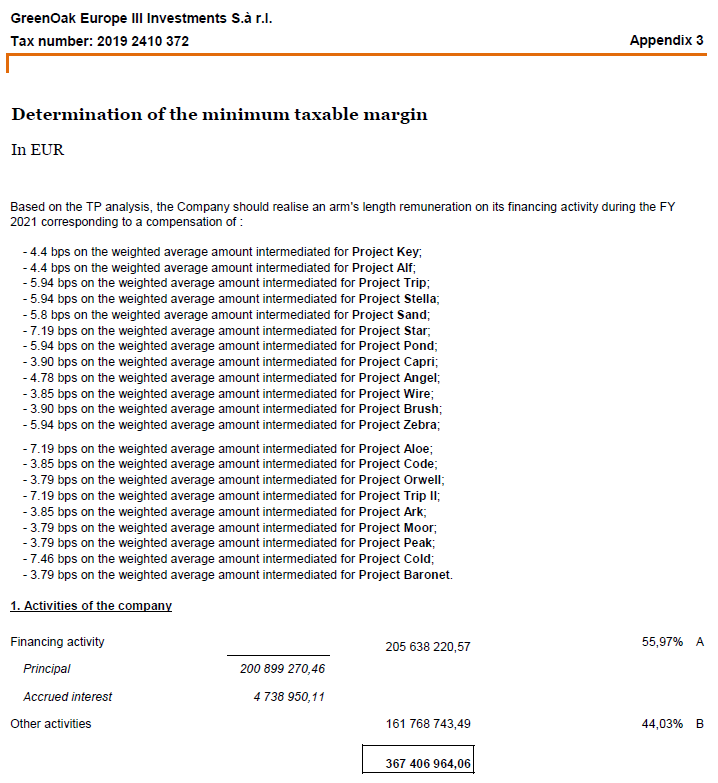 GreenOak Europe III Investments S.à r.l.
Tax number: 2019 2410 372 Appendix 3
Determination of the minimum taxable margin
In EUR
Based on the TP analysis, the Company should realise an arm's length remuneration on its financing activity during the FY
2021 corresponding to a compensation of :
- 4.4 bps on the weighted average amount intermediated for Project Key;
- 4.4 bps on the weighted average amount intermediated for Project Alf;
- 5.94 bps on the weighted average amount intermediated for Project Trip;
- 5.94 bps on the weighted average amount intermediated for Project Stella;
- 5.8 bps on the weighted average amount intermediated for Project Sand;
- 7.19 bps on the weighted average amount intermediated for Project Star;
- 5.94 bps on the weighted average amount intermediated for Project Pond;
- 3.90 bps on the weighted average amount intermediated for Project Capri;
- 4.78 bps on the weighted average amount intermediated for Project Angel;
- 3.85 bps on the weighted average amount intermediated for Project Wire;
- 3.90 bps on the weighted average amount intermediated for Project Brush;
- 5.94 bps on the weighted average amount intermediated for Project Zebra;
- 7.19 bps on the weighted average amount intermediated for Project Aloe;
- 3.85 bps on the weighted average amount intermediated for Project Code;
- 3.79 bps on the weighted average amount intermediated for Project Orwell;
- 7.19 bps on the weighted average amount intermediated for Project Trip II;
- 3.85 bps on the weighted average amount intermediated for Project Ark;
- 3.79 bps on the weighted average amount intermediated for Project Moor;
- 3.79 bps on the weighted average amount intermediated for Project Peak;
- 7.46 bps on the weighted average amount intermediated for Project Cold;
- 3.79 bps on the weighted average amount intermediated for Project Baronet.
1. Activities of the company
Financing activity 205 638 220,57 55,97% A
Principal 200 899 270,46
Accrued interest 4 738 950,11
Other activities 161 768 743,49 44,03% B
367 406 964,06